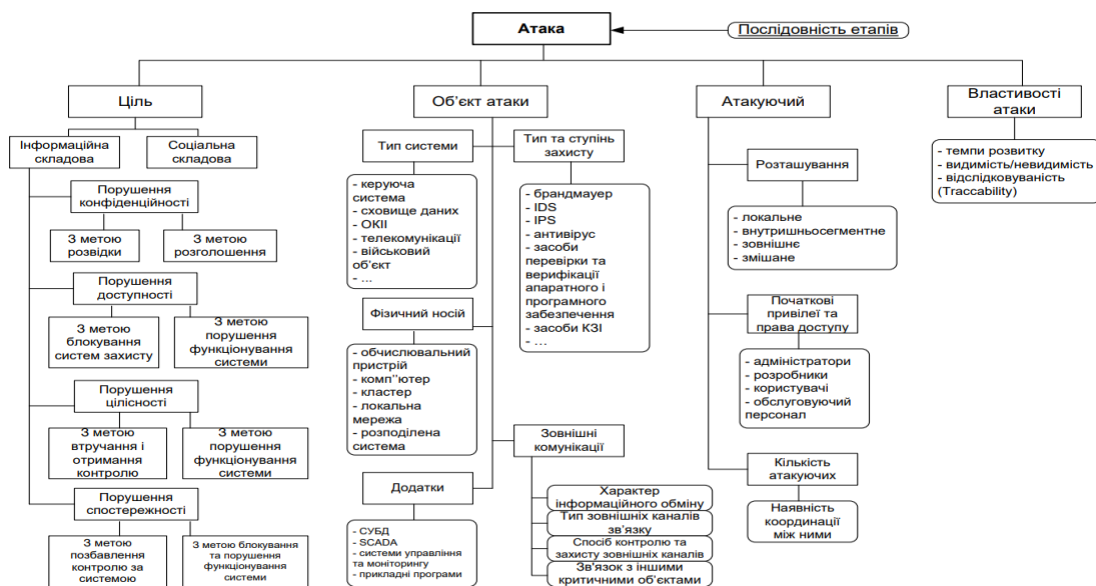 Атака
Послідовність етапів
Ціль
Інформаційна
складова
Соціальна
складова
Порушення
конфіденційності
З метою
розвідки
З метою
розголошення
Порушення
доступності
З метою
блокування
систем захисту
З метою
порушення
функціонування
системи
Порушення
цілісності
З метою
втручання і
отримання
контролю
З метою
порушення
функціонування
системи
Порушення
спостережності
З метою
позбавлення
контролю за
системою
З метою блокування
та порушення
функціонування
системи
Об'єкт атаки
Тип системи
- керуюча
система
- сховище даних
- ОКІІ
- телекомунікації
- військовий
об'єкт
- ...
Фізичний носій
- обчислювальний
пристрій
- комп"ютер
- кластер
- локальна
мережа
- розподілена
система
Додатки
- СУБД
- SCADA
- системи управління
та моніторингу
- прикладні програми
Тип та ступінь
захисту
- брандмауер
- IDS
- IPS
- антивірус
- засоби
перевірки та
верифікації
апаратного і
програмного
забезпечення
- засоби КЗІ
- ...
Зовнішні
комунікації
Характер
інформаційного обміну
Тип зовнішніх каналів
зв'язку
Спосіб контролю та
захисту зовнішніх каналів
Зв'язок з іншими
критичними об'єктами
Атакуючий
Розташування
- локальне
- внутришньосегментне
- зовнішнє
- змішане
Початкові
привілеї та
права доступу
- адміністратори
- розробники
- користувачі
- обслуговуючий
персонал
Кількість
атакуючих
Наявність
координації
між ними
Властивості
атаки
- темпи розвитку
- видимість/невидимість
- відслідковуваність
(Traccability)